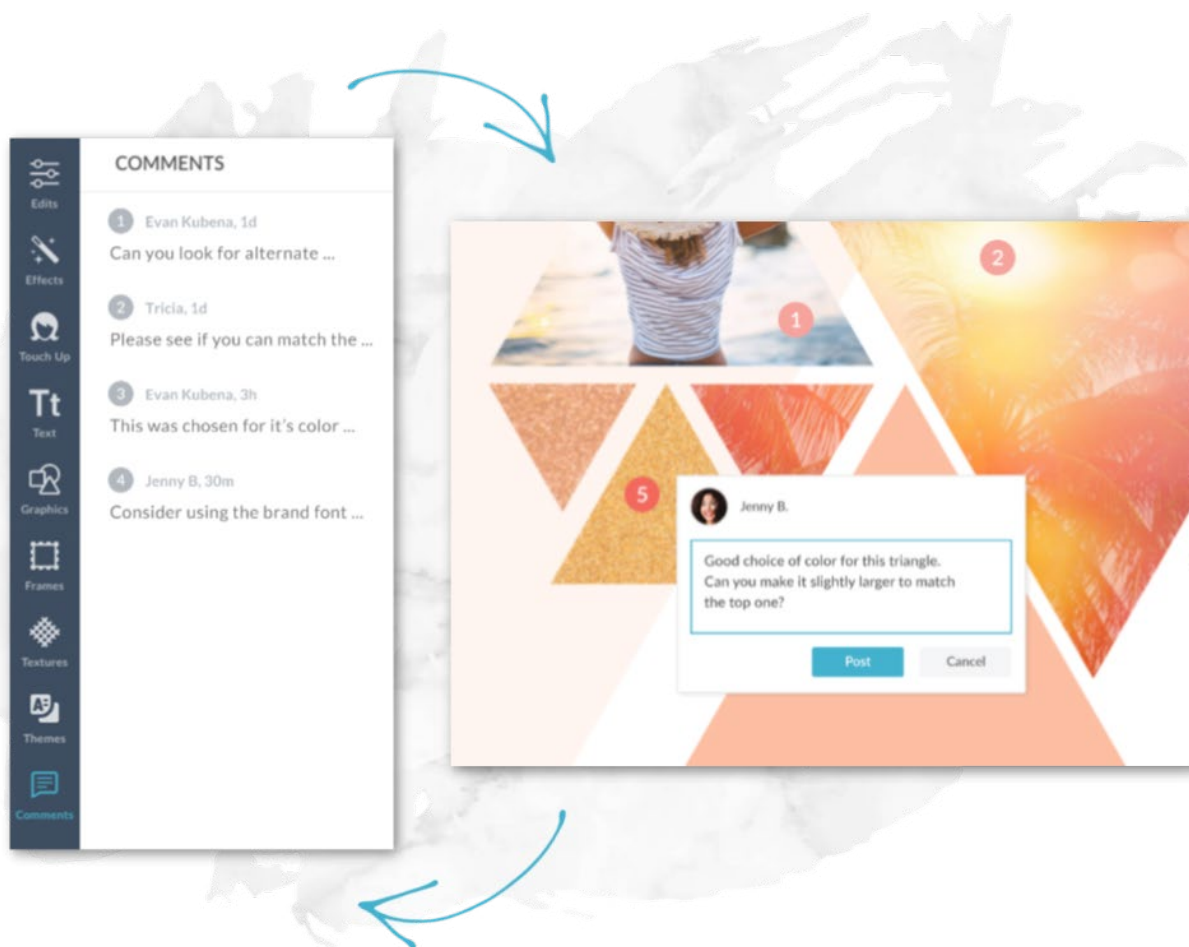 Edits
Effects
Touch Up
Tt
Text
Graphics
Frames
Textures
A
Themes
Comments
COMMENTS
1 Evan Kubena, 1d
Can you look for alternate ...
2 Tricia, 1d
Please see if you can match the ...
3 Evan Kubena, 3h
This was chosen for it's color ...
4 Jenny B, 30m
Consider using the brand font ...
1
2
5
Jenny B.
Good choice of color for this triangle.
Can you make it slightly larger to match
the top one?
Post Cancel